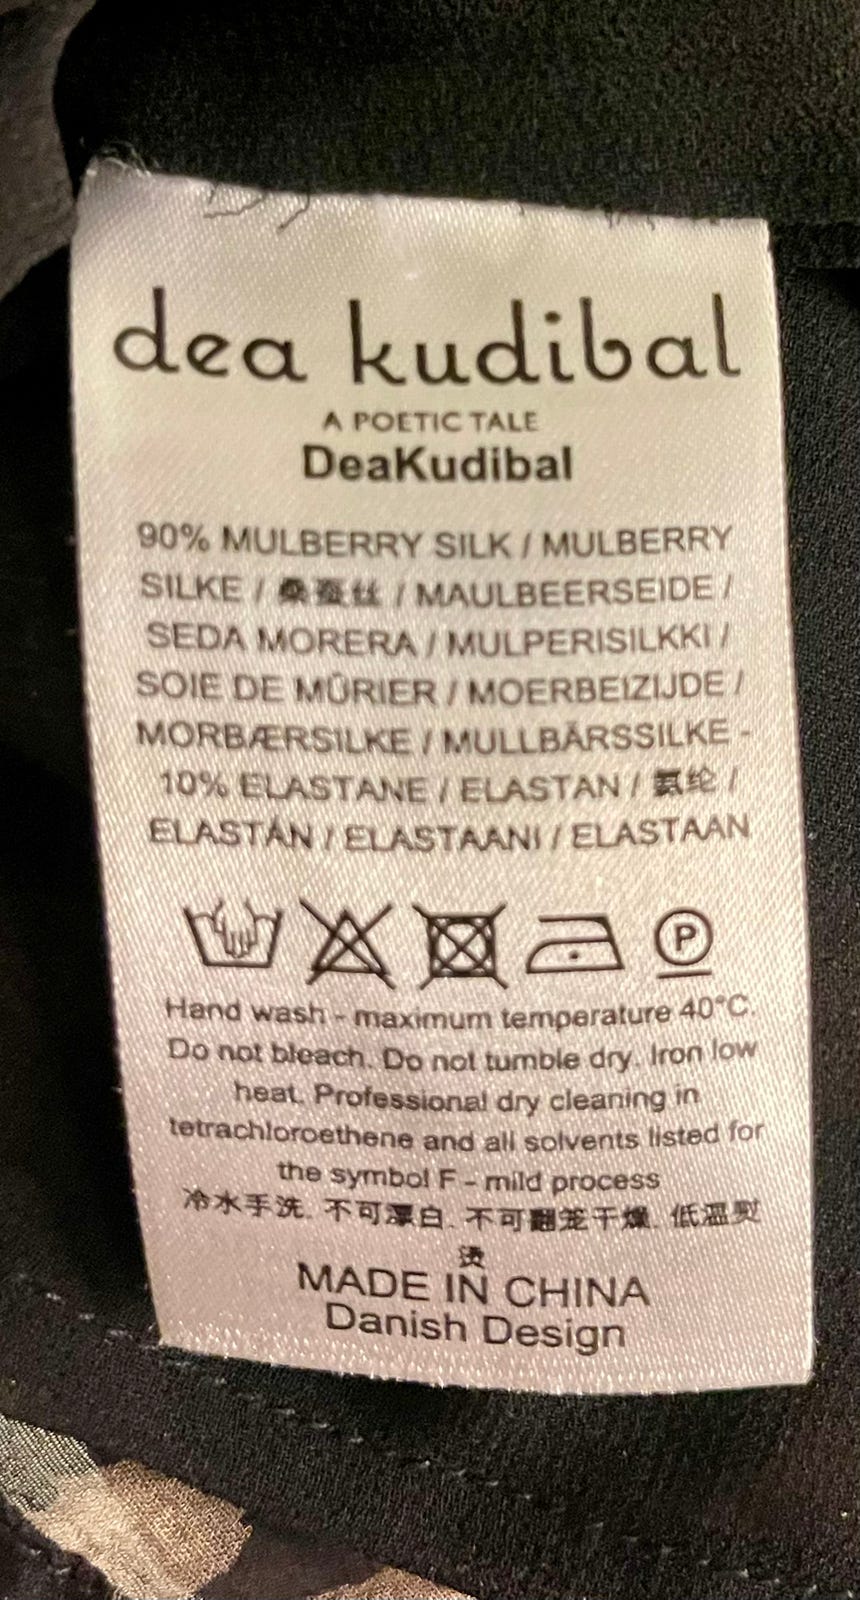 dea kudibal
A POETIC TALE
DeaKudibal
90% MULBERRY SILK / MULBERRY
SILKE / 桑蚕丝 / MAULBEERSEIDE /
SEDA MORERA / MULPERISILKKI /
SOIE DE MÛRIER / MOERBEIZIJDE /
MORBÆRSILKE / MULLBÄRSSILKE -
10% ELASTANE / ELASTAN / 氨纶 /
ELASTÁN / ELASTAANI / ELASTAAN
P
Hand wash - maximum temperature 40°C.
Do not bleach. Do not tumble dry. Iron low
heat. Professional dry cleaning in
tetrachloroethene and all solvents listed for
the symbol F - mild process
冷水手洗. 不可漂白. 不可翻笼干燥. 低温熨
烫
MADE IN CHINA
Danish Design